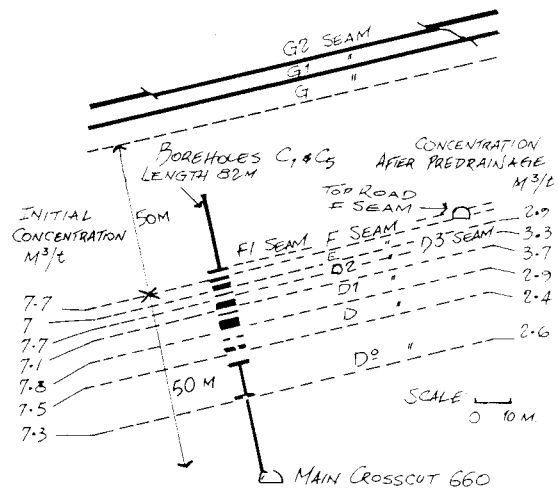 G2 SEAM
G1 "
G
BOREHOLES C1 & C5
LENGTH 82M
CONCENTRATION
AFTER PREDRAINAGE
M³/t
TOP ROAD
F SEAM
50M
INITIAL
CONCENTRATION
M³/t
F1 SEAM
F SEAM
E "
D3 SEAM
D2 "
D1 "
D "
D° "
2.9
3.3
3.7
2.9
2.4
2.6
7.7
7
7.7
7.1
7.8
7.5
7.3
50 M
SCALE
0 10 M.
MAIN CROSSCUT 660